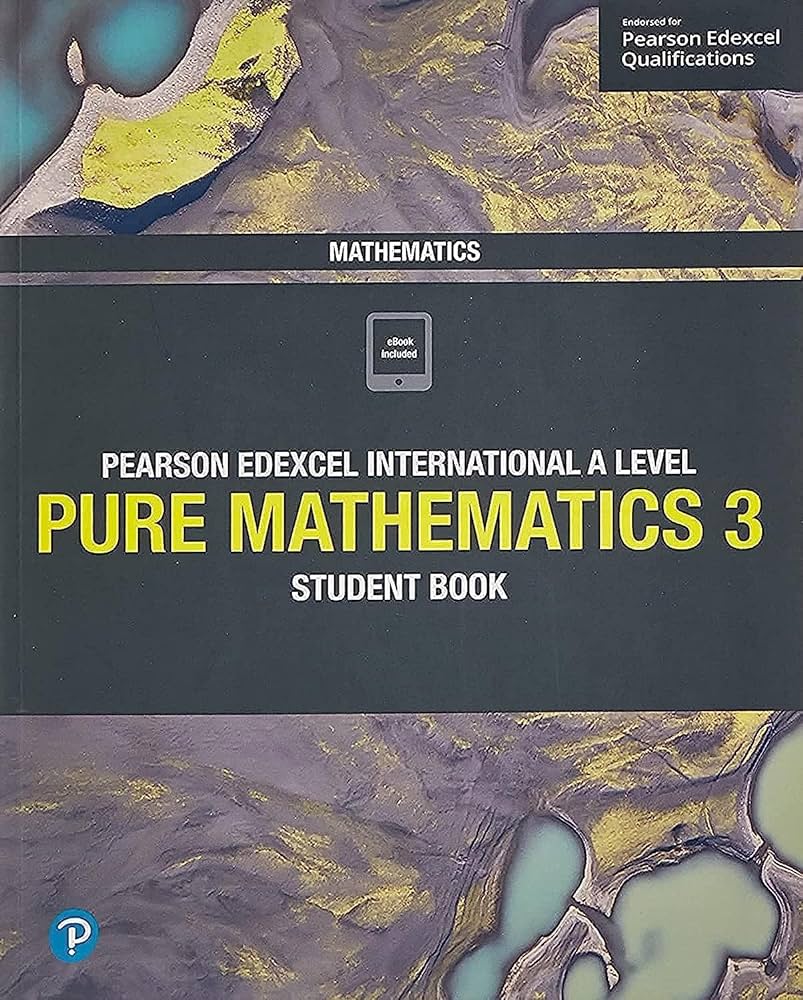 Endorsed for
Pearson Edexcel
Qualifications
MATHEMATICS
eBook
included
PEARSON EDEXCEL INTERNATIONAL A LEVEL
PURE MATHEMATICS 3
STUDENT BOOK
P